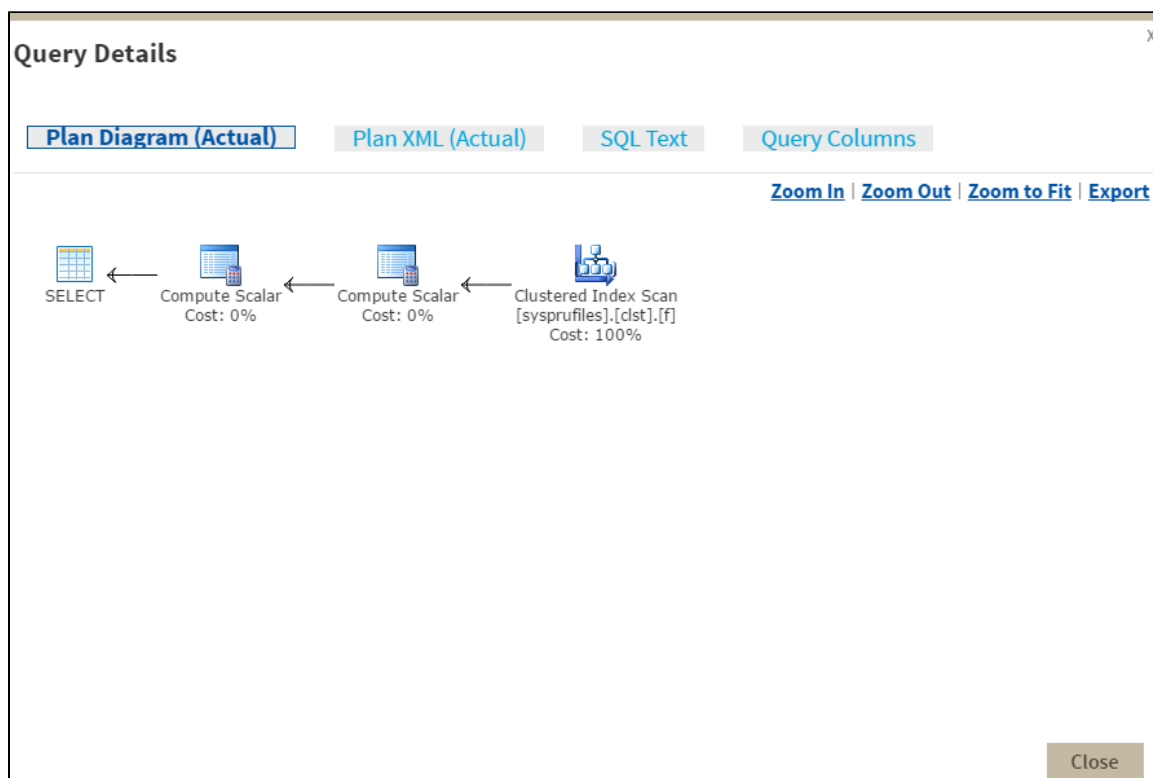 X
Query Details
Plan Diagram (Actual) Plan XML (Actual) SQL Text Query Columns
Zoom In | Zoom Out | Zoom to Fit | Export
SELECT
Compute Scalar
Cost: 0%
Compute Scalar
Cost: 0%
Clustered Index Scan
[sysprufiles].[clst].[f]
Cost: 100%
Close